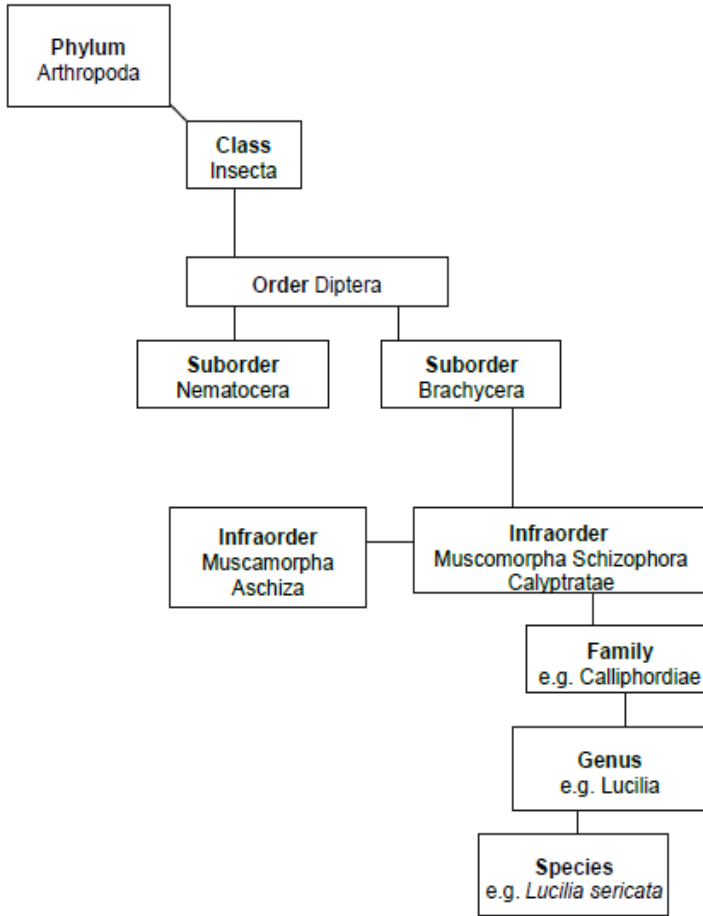 Phylum
Arthropoda
Class
Insecta
Order Diptera
Suborder
Nematocera
Suborder
Brachycera
Infraorder
Muscamorpha
Aschiza
Infraorder
Muscomorpha Schizophora
Calyptratae
Family
e.g. Calliphordiae
Genus
e.g. Lucilia
Species
e.g. Lucilia sericata